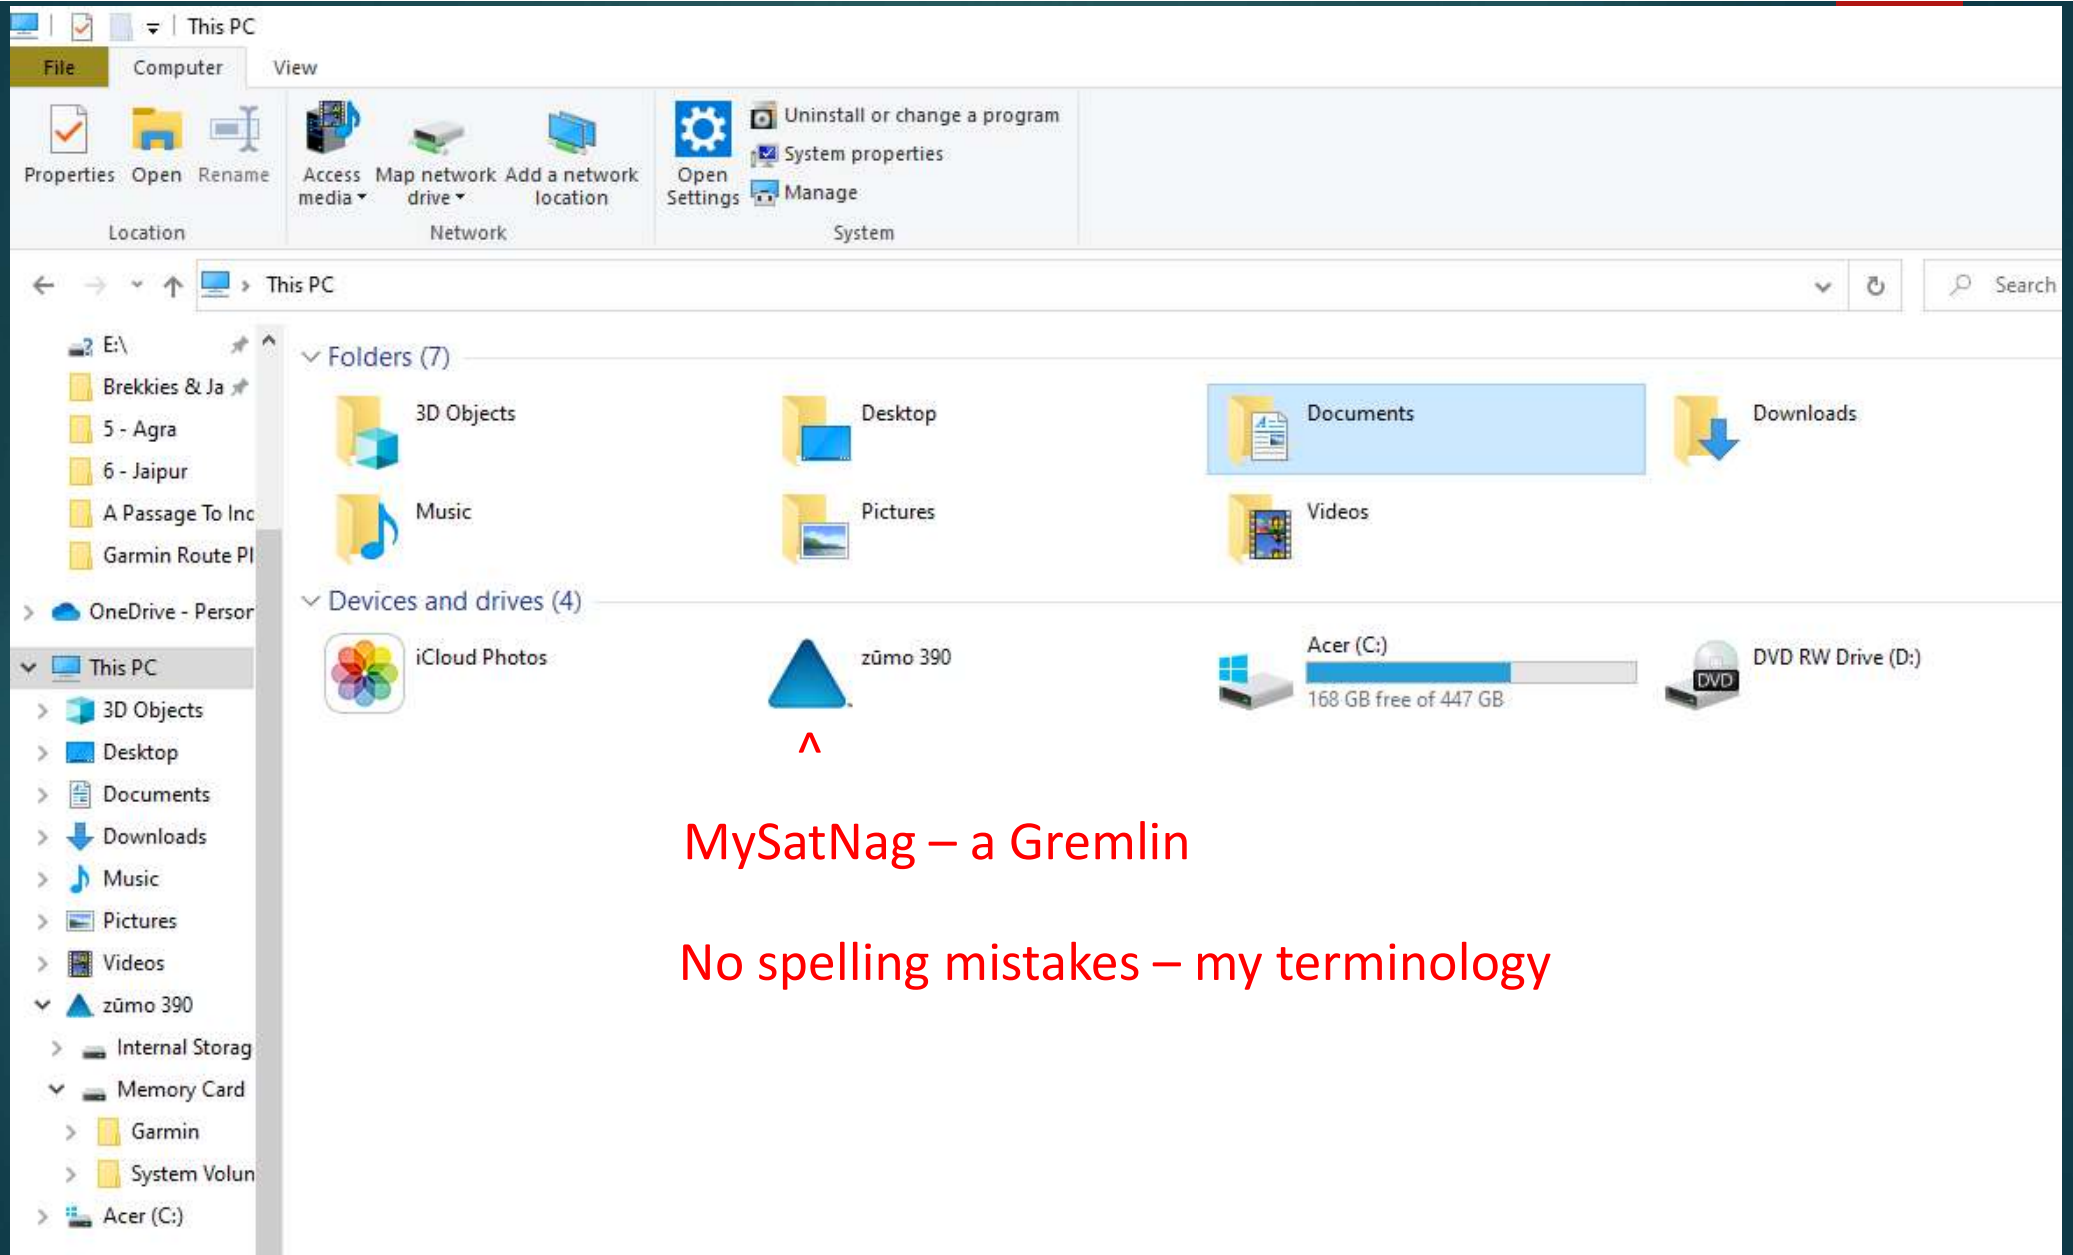 This PC
File Computer View
Properties Open Rename
Access media Map network drive Add a network location
Open Settings
Uninstall or change a program
System properties
Manage
Location Network System
This PC
Search
E:\
Brekkies & Ja
5 - Agra
6 - Jaipur
A Passage To Inc
Garmin Route Pl
OneDrive - Person
This PC
3D Objects
Desktop
Documents
Downloads
Music
Pictures
Videos
zūmo 390
Internal Storag
Memory Card
Garmin
System Volun
Acer (C:)
Folders (7)
3D Objects Desktop Documents Downloads
Music Pictures Videos
Devices and drives (4)
iCloud Photos zūmo 390 Acer (C:) DVD RW Drive (D:)
168 GB free of 447 GB
DVD
^
MySatNag – a Gremlin
No spelling mistakes – my terminology